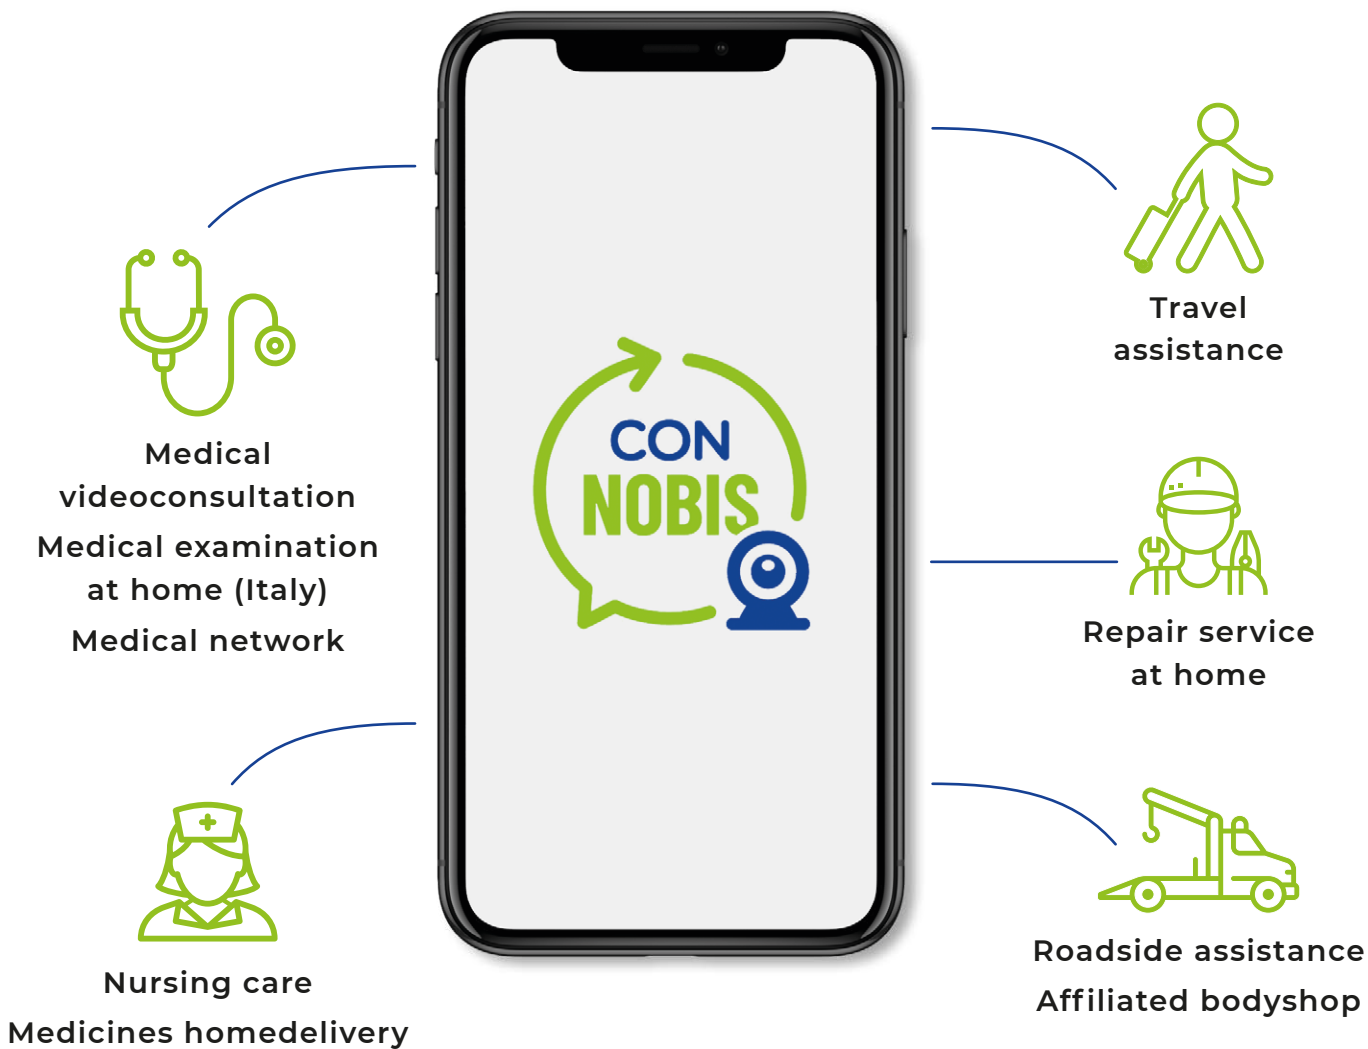 Medical
videoconsultation
Medical examination
at home (Italy)
Medical network
Nursing care
Medicines homedelivery
CON
NOBIS
Travel
assistance
Repair service
at home
Roadside assistance
Affiliated bodyshop